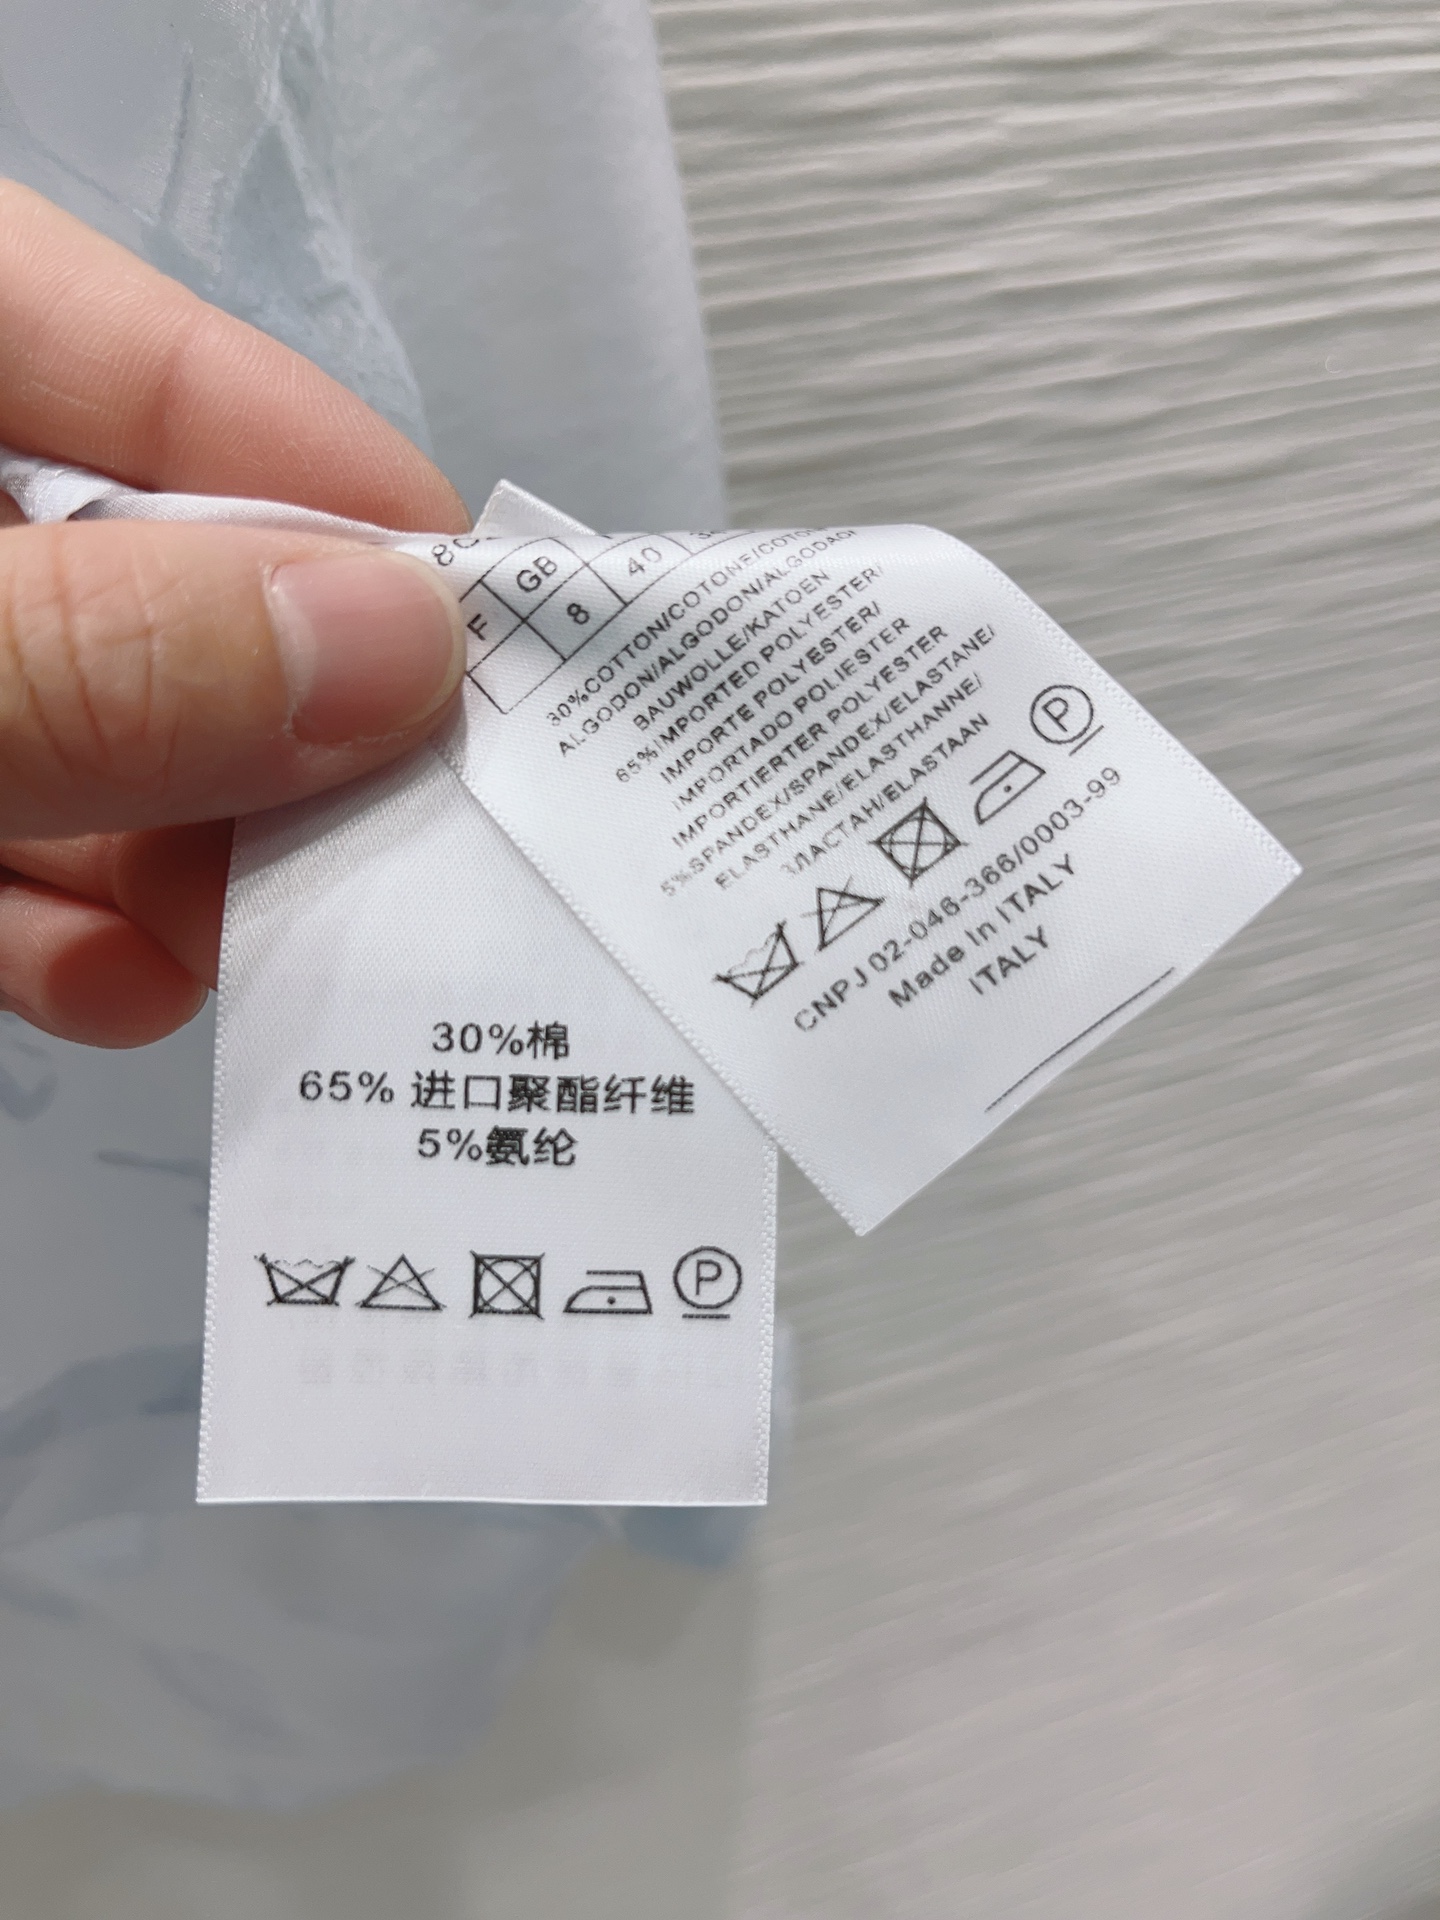 GB
40
F
8
30%COTTON/COTONE/COTON/
ALGODON/ALGODON/ALGODAO/
BAUWOLLE/KATOEN
65%IMPORTED POLYESTER/
IMPORTE POLYESTER/
IMPORTADO POLIESTER
IMPORTIERTER POLYESTER
5%SPANDEX/SPANDEX/ELASTANE/
ELASTHANE/ELASTHANNE/
ЭЛАСТАН/ELASTAAN
P
CNPJ 02-046-366/0003-99
Made In ITALY
ITALY
30%棉
65% 进口聚酯纤维
5%氨纶
P